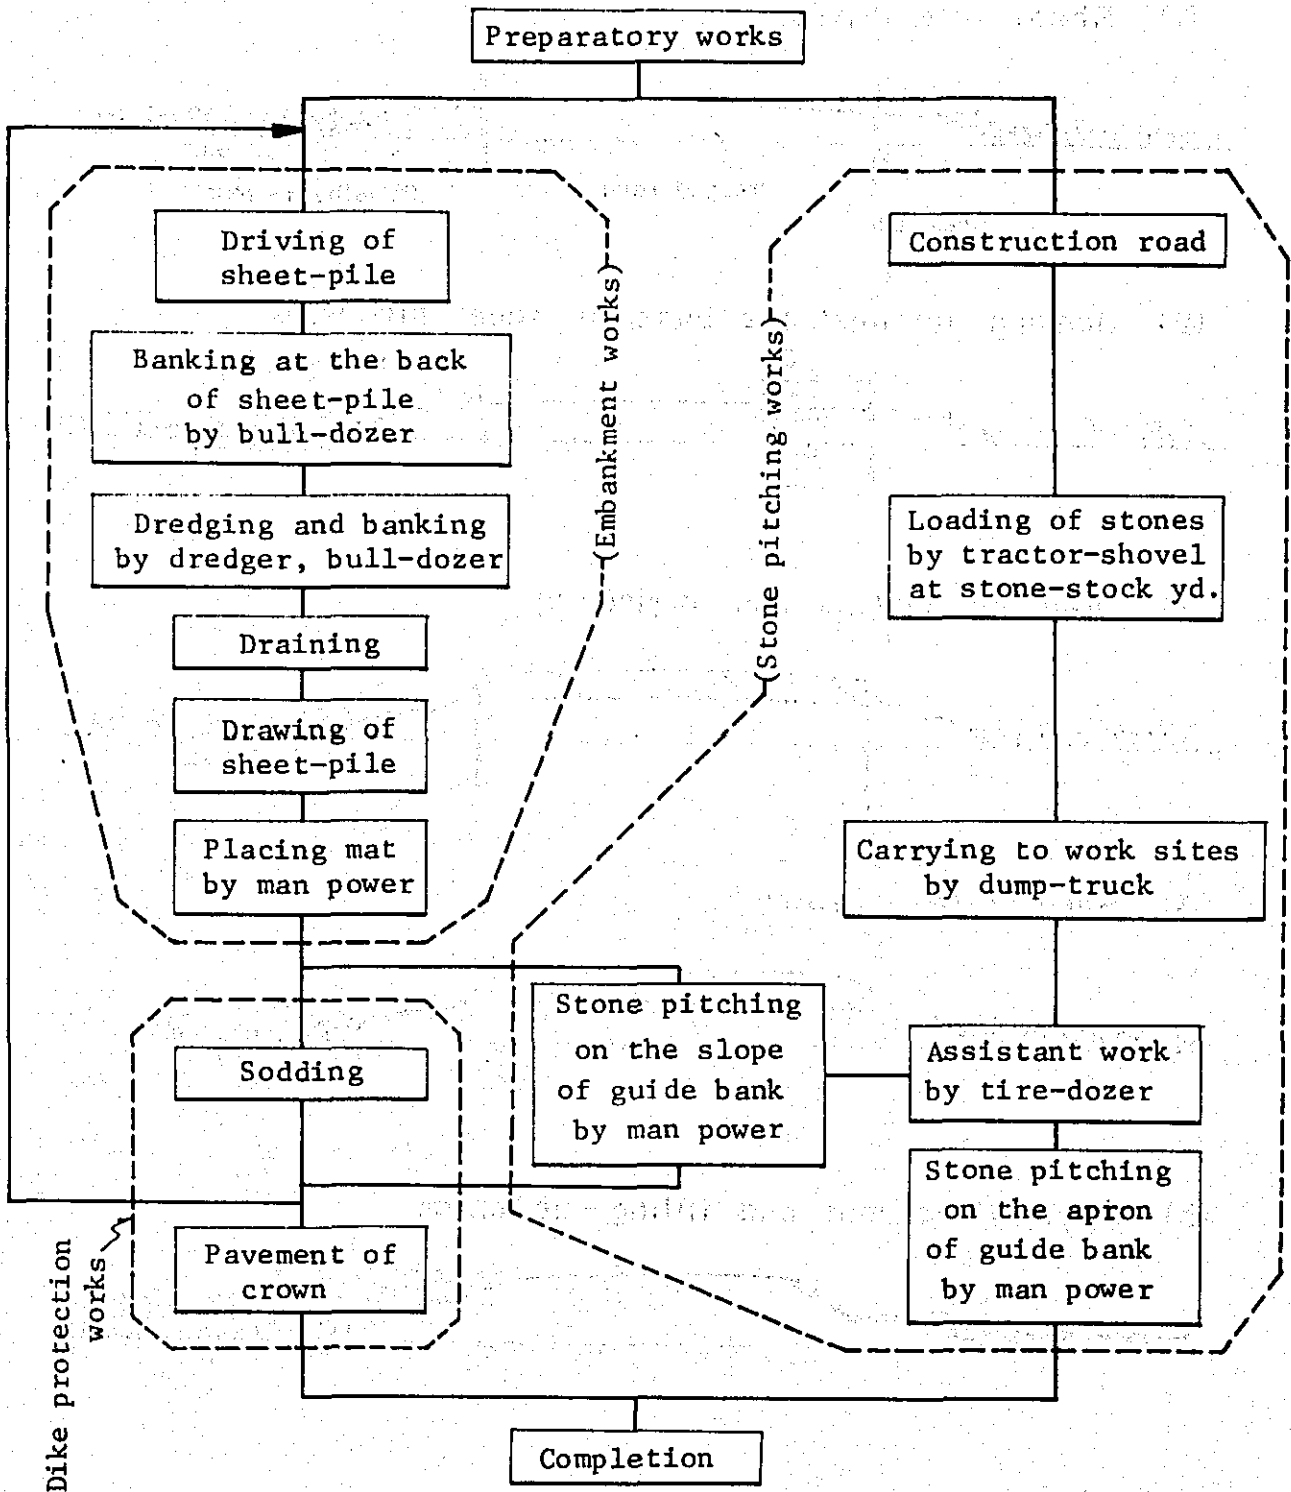 Preparatory works
Driving of
sheet-pile
Banking at the back
of sheet-pile
by bull-dozer
Dredging and banking
by dredger, bull-dozer
Draining
Drawing of
sheet-pile
Placing mat
by man power
(Embankment works)
(Stone pitching works)
Construction road
Loading of stones
by tractor-shovel
at stone-stock yd.
Carrying to work sites
by dump-truck
Stone pitching
on the slope
of guide bank
by man power
Assistant work
by tire-dozer
Stone pitching
on the apron
of guide bank
by man power
Sodding
Pavement of
crown
Dike protection
works
Completion